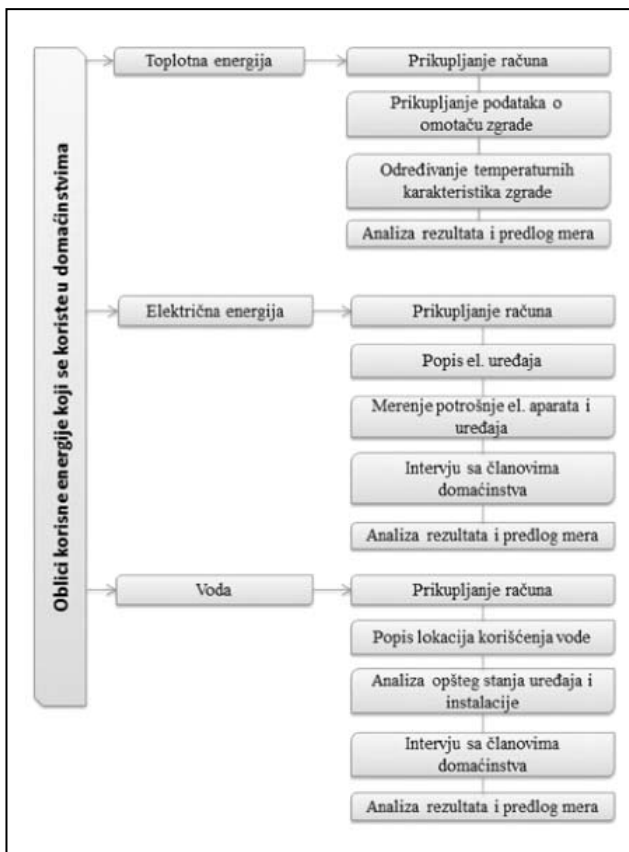 Oblici korisne energije koji se koriste u domaćinstvima
Toplotna energija
Prikupljanje računa
Prikupljanje podataka o
omotaču zgrade
Određivanje temperaturnih
karakteristika zgrade
Analiza rezultata i predlog mera
Električna energija
Prikupljanje računa
Popis el. uređaja
Merenje potrošnje el. aparata i
uređaja
Intervju sa članovima
domaćinstva
Analiza rezultata i predlog mera
Voda
Prikupljanje računa
Popis lokacija korišćenja vode
Analiza opšteg stanja uređaja i
instalacije
Intervju sa članovima
domaćinstva
Analiza rezultata i predlog mera